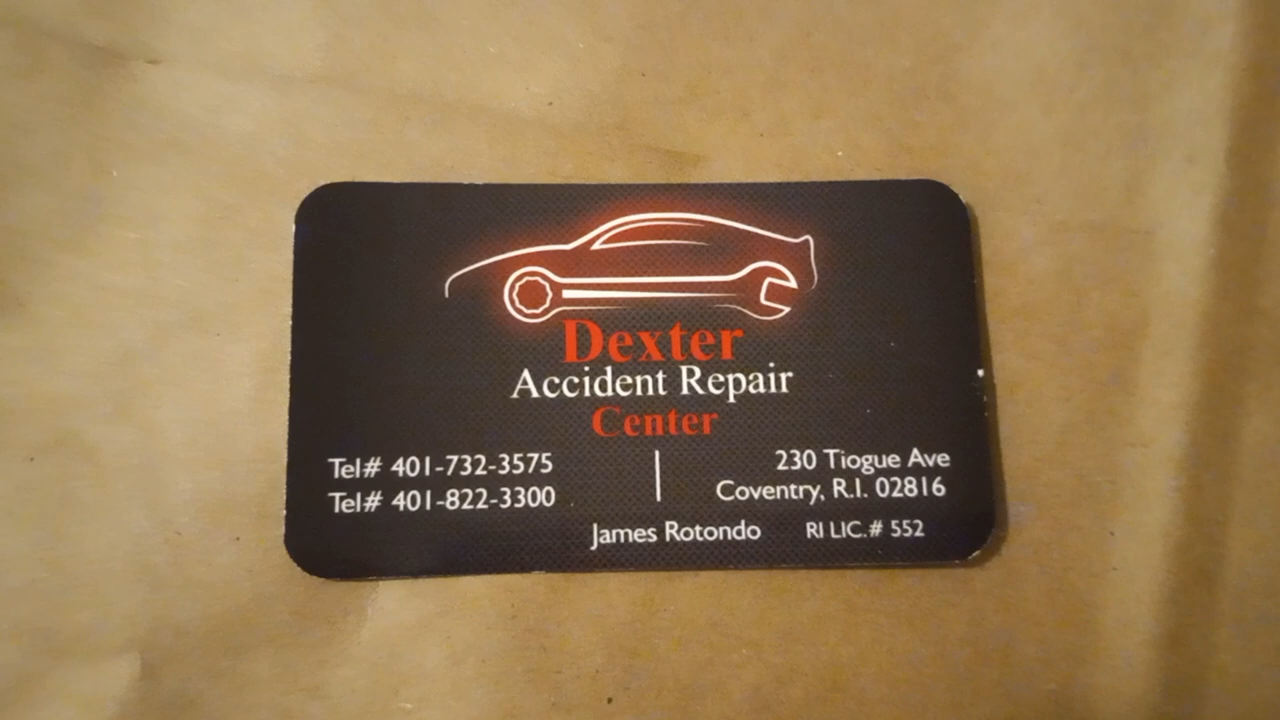 Dexter
Accident Repair
Center
Tel# 401-732-3575
Tel# 401-822-3300
230 Tiogue Ave
Coventry, R.I. 02816
James Rotondo
RI LIC.# 552